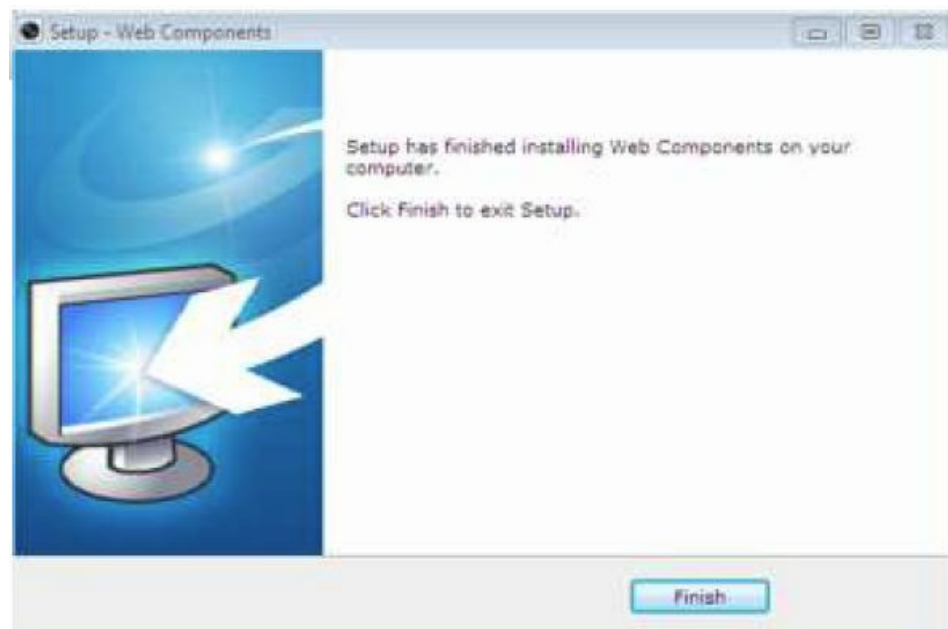 Setup - Web Components
Setup has finished installing Web Components on your
computer.
Click Finish to exit Setup.
Finish